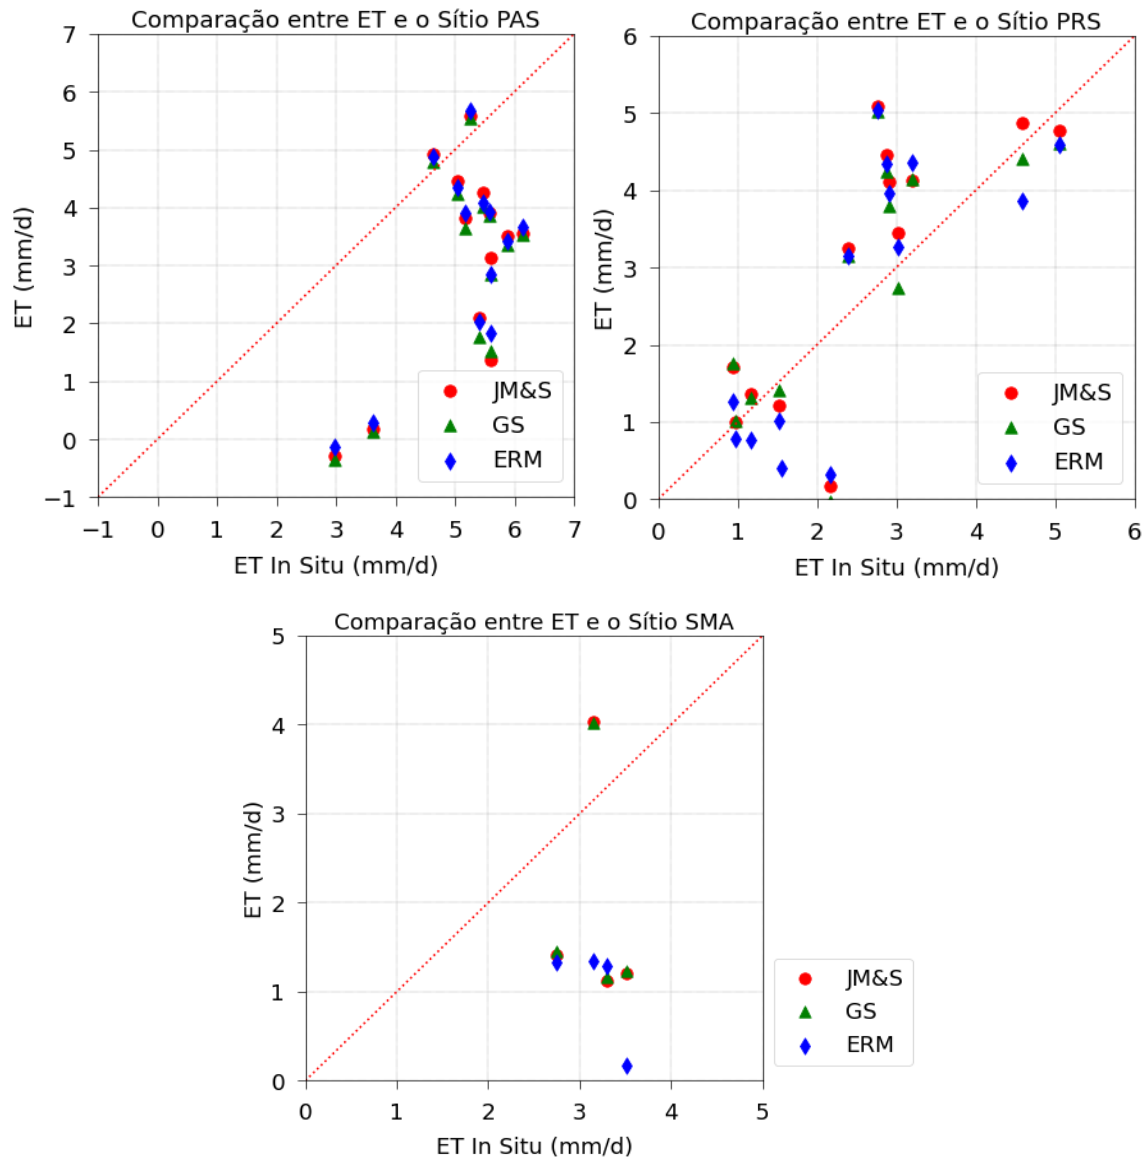 Comparação entre ET e o Sítio PAS
7
6
5
4
3
2
1
0
−1
ET (mm/d)
−1 0 1 2 3 4 5 6 7
ET In Situ (mm/d)
JM&S
GS
ERM
Comparação entre ET e o Sítio PRS
6
5
4
3
2
1
0
ET (mm/d)
0 1 2 3 4 5 6
ET In Situ (mm/d)
JM&S
GS
ERM
Comparação entre ET e o Sítio SMA
5
4
3
2
1
0
ET (mm/d)
0 1 2 3 4 5
ET In Situ (mm/d)
JM&S
GS
ERM